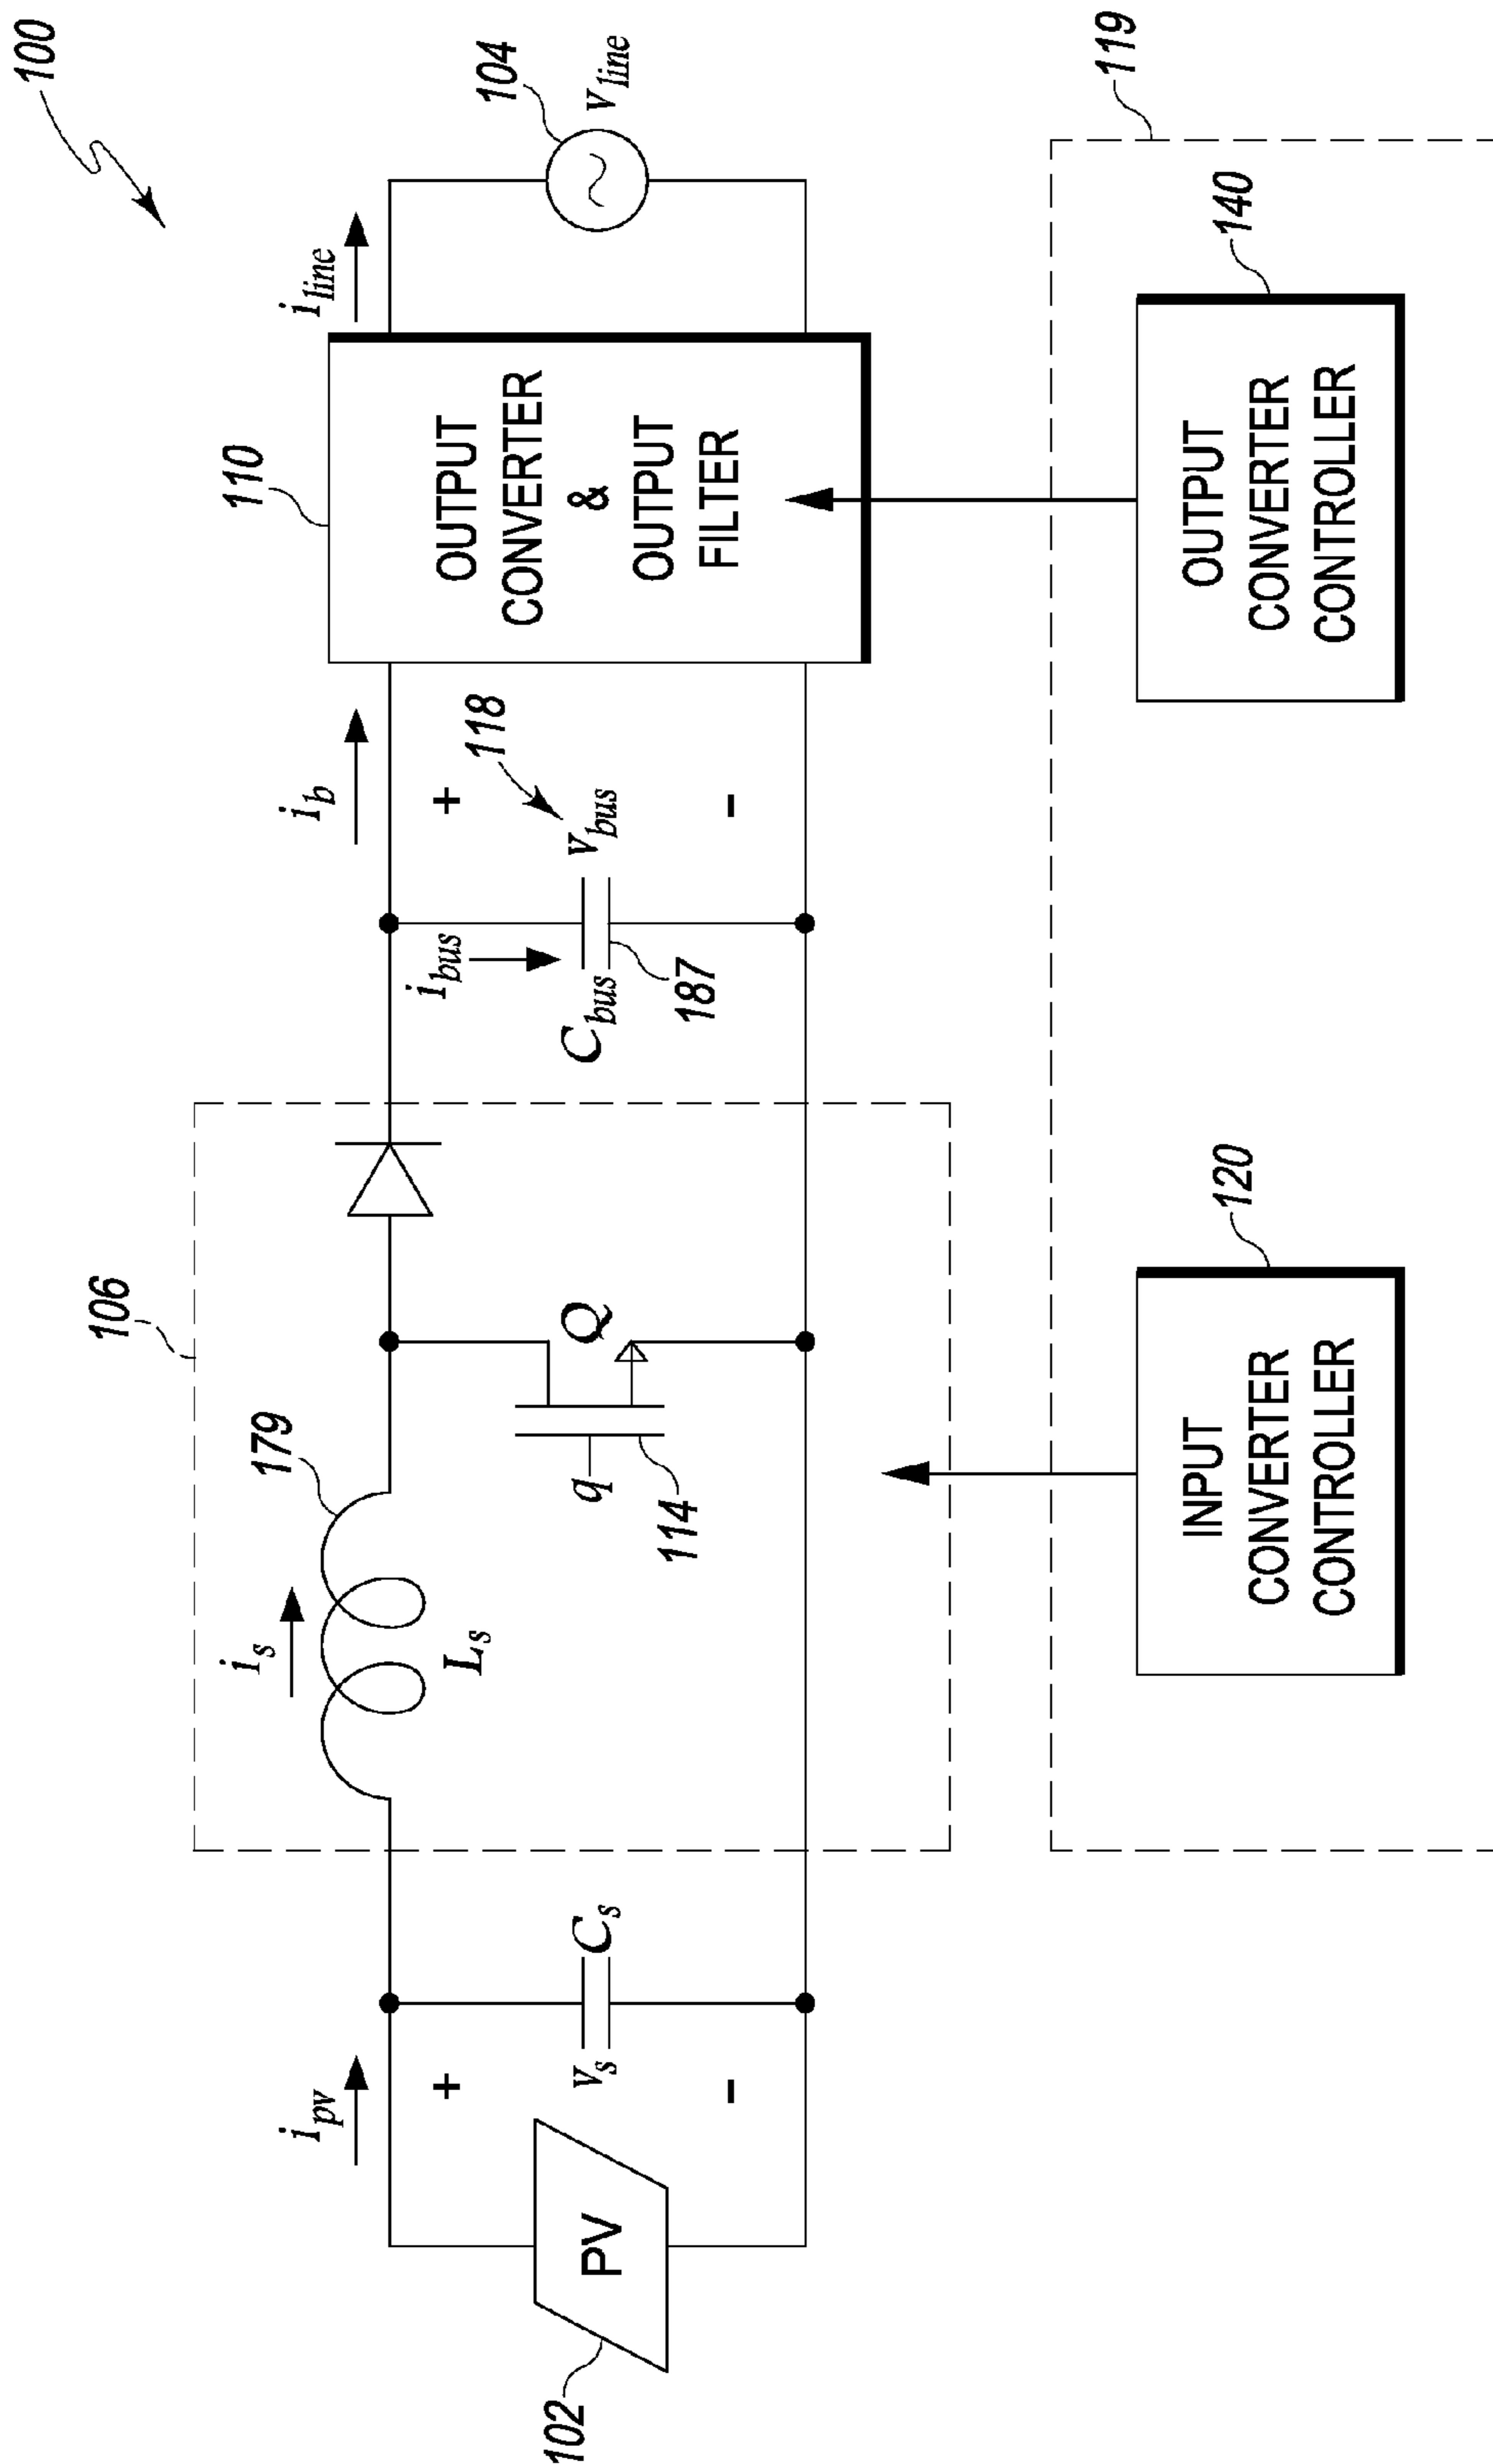 100
106
179
110
104
i_s
i_line
i_pv
i_b
+
+
118
i_bus
PV
v_s
C_s
L_s
q
Q
C_bus
v_bus
OUTPUT
CONVERTER
&
OUTPUT
FILTER
v_line
102
114
187
-
-
119
120
140
INPUT
CONVERTER
CONTROLLER
OUTPUT
CONVERTER
CONTROLLER